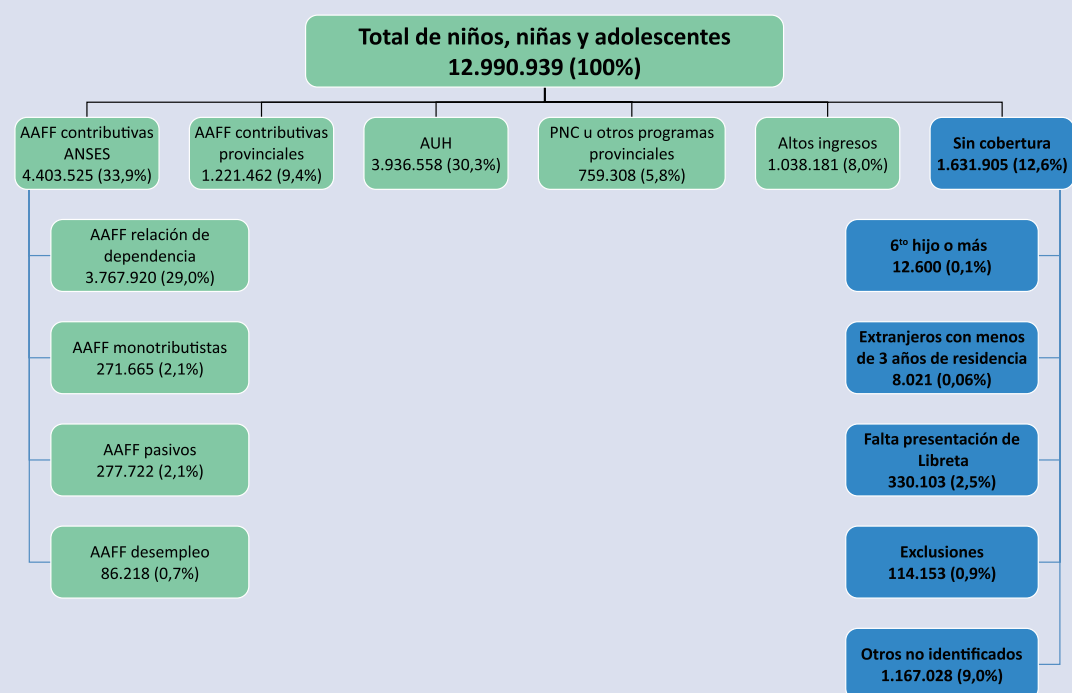 Total de niños, niñas y adolescentes
12.990.939 (100%)
AAFF contributivas
ANSES
4.403.525 (33,9%)
AAFF contributivas
provinciales
1.221.462 (9,4%)
AUH
3.936.558 (30,3%)
PNC u otros programas
provinciales
759.308 (5,8%)
Altos ingresos
1.038.181 (8,0%)
Sin cobertura
1.631.905 (12,6%)
AAFF relación de
dependencia
3.767.920 (29,0%)
AAFF monotributistas
271.665 (2,1%)
AAFF pasivos
277.722 (2,1%)
AAFF desempleo
86.218 (0,7%)
6to hijo o más
12.600 (0,1%)
Extranjeros con menos
de 3 años de residencia
8.021 (0,06%)
Falta presentación de
Libreta
330.103 (2,5%)
Exclusiones
114.153 (0,9%)
Otros no identificados
1.167.028 (9,0%)